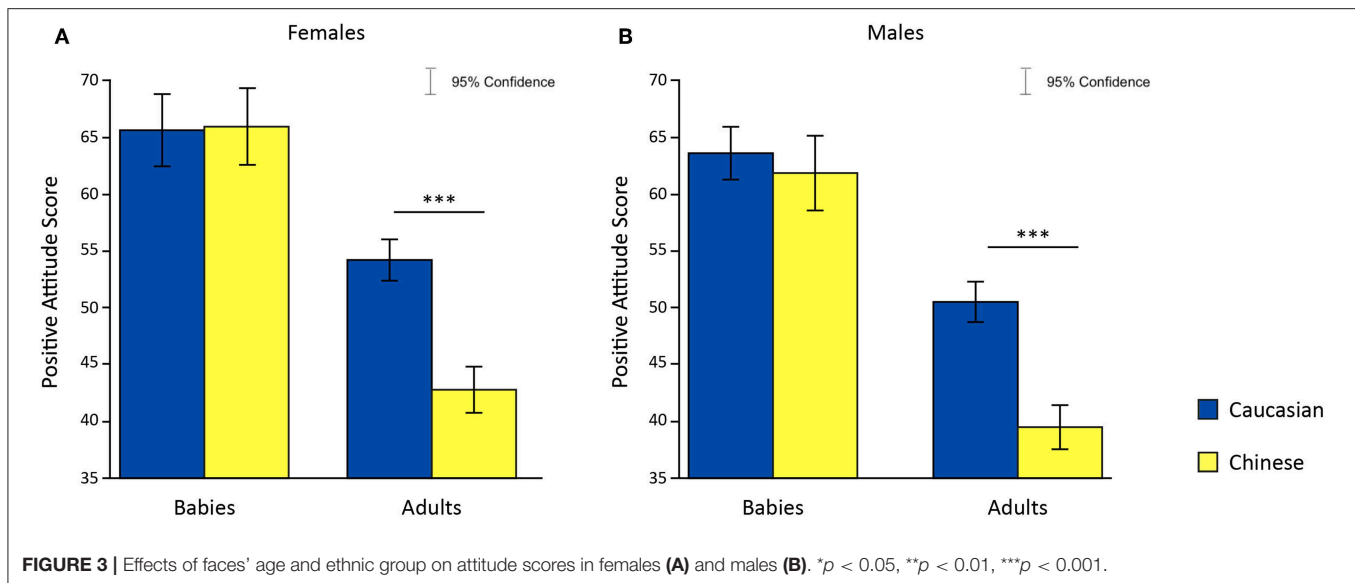 A
Females
95% Confidence
Positive Attitude Score
70
65
60
55
50
45
40
35
***
Babies
Adults
B
Males
95% Confidence
Positive Attitude Score
70
65
60
55
50
45
40
35
***
Babies
Adults
Caucasian
Chinese
FIGURE 3 | Effects of faces' age and ethnic group on attitude scores in females (A) and males (B). *p < 0.05, **p < 0.01, ***p < 0.001.